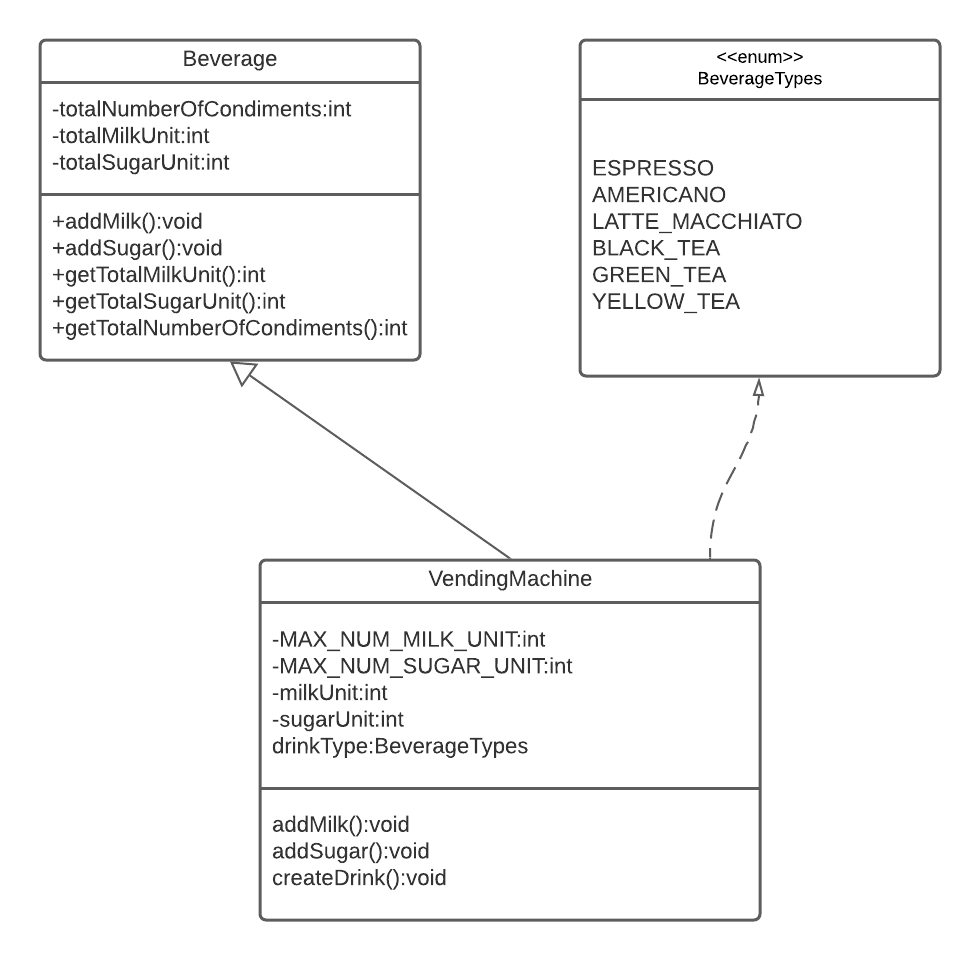 Beverage
-totalNumberOfCondiments:int
-totalMilkUnit:int
-totalSugarUnit:int
+addMilk():void
+addSugar():void
+getTotalMilkUnit():int
+getTotalSugarUnit():int
+getTotalNumberOfCondiments():int
<<enum>>
BeverageTypes
ESPRESSO
AMERICANO
LATTE_MACCHIATO
BLACK_TEA
GREEN_TEA
YELLOW_TEA
VendingMachine
-MAX_NUM_MILK_UNIT:int
-MAX_NUM_SUGAR_UNIT:int
-milkUnit:int
-sugarUnit:int
drinkType:BeverageTypes
addMilk():void
addSugar():void
createDrink():void